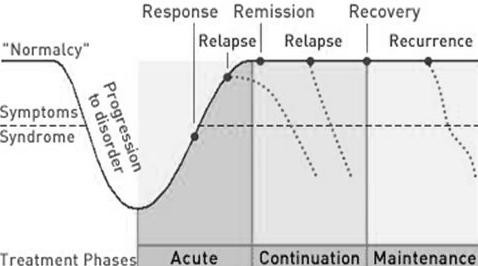 Response Remission Recovery
"Normalcy" Relapse Relapse Recurrence
Progression
to disorder
Symptoms
Syndrome
Treatment Phases Acute Continuation Maintenance